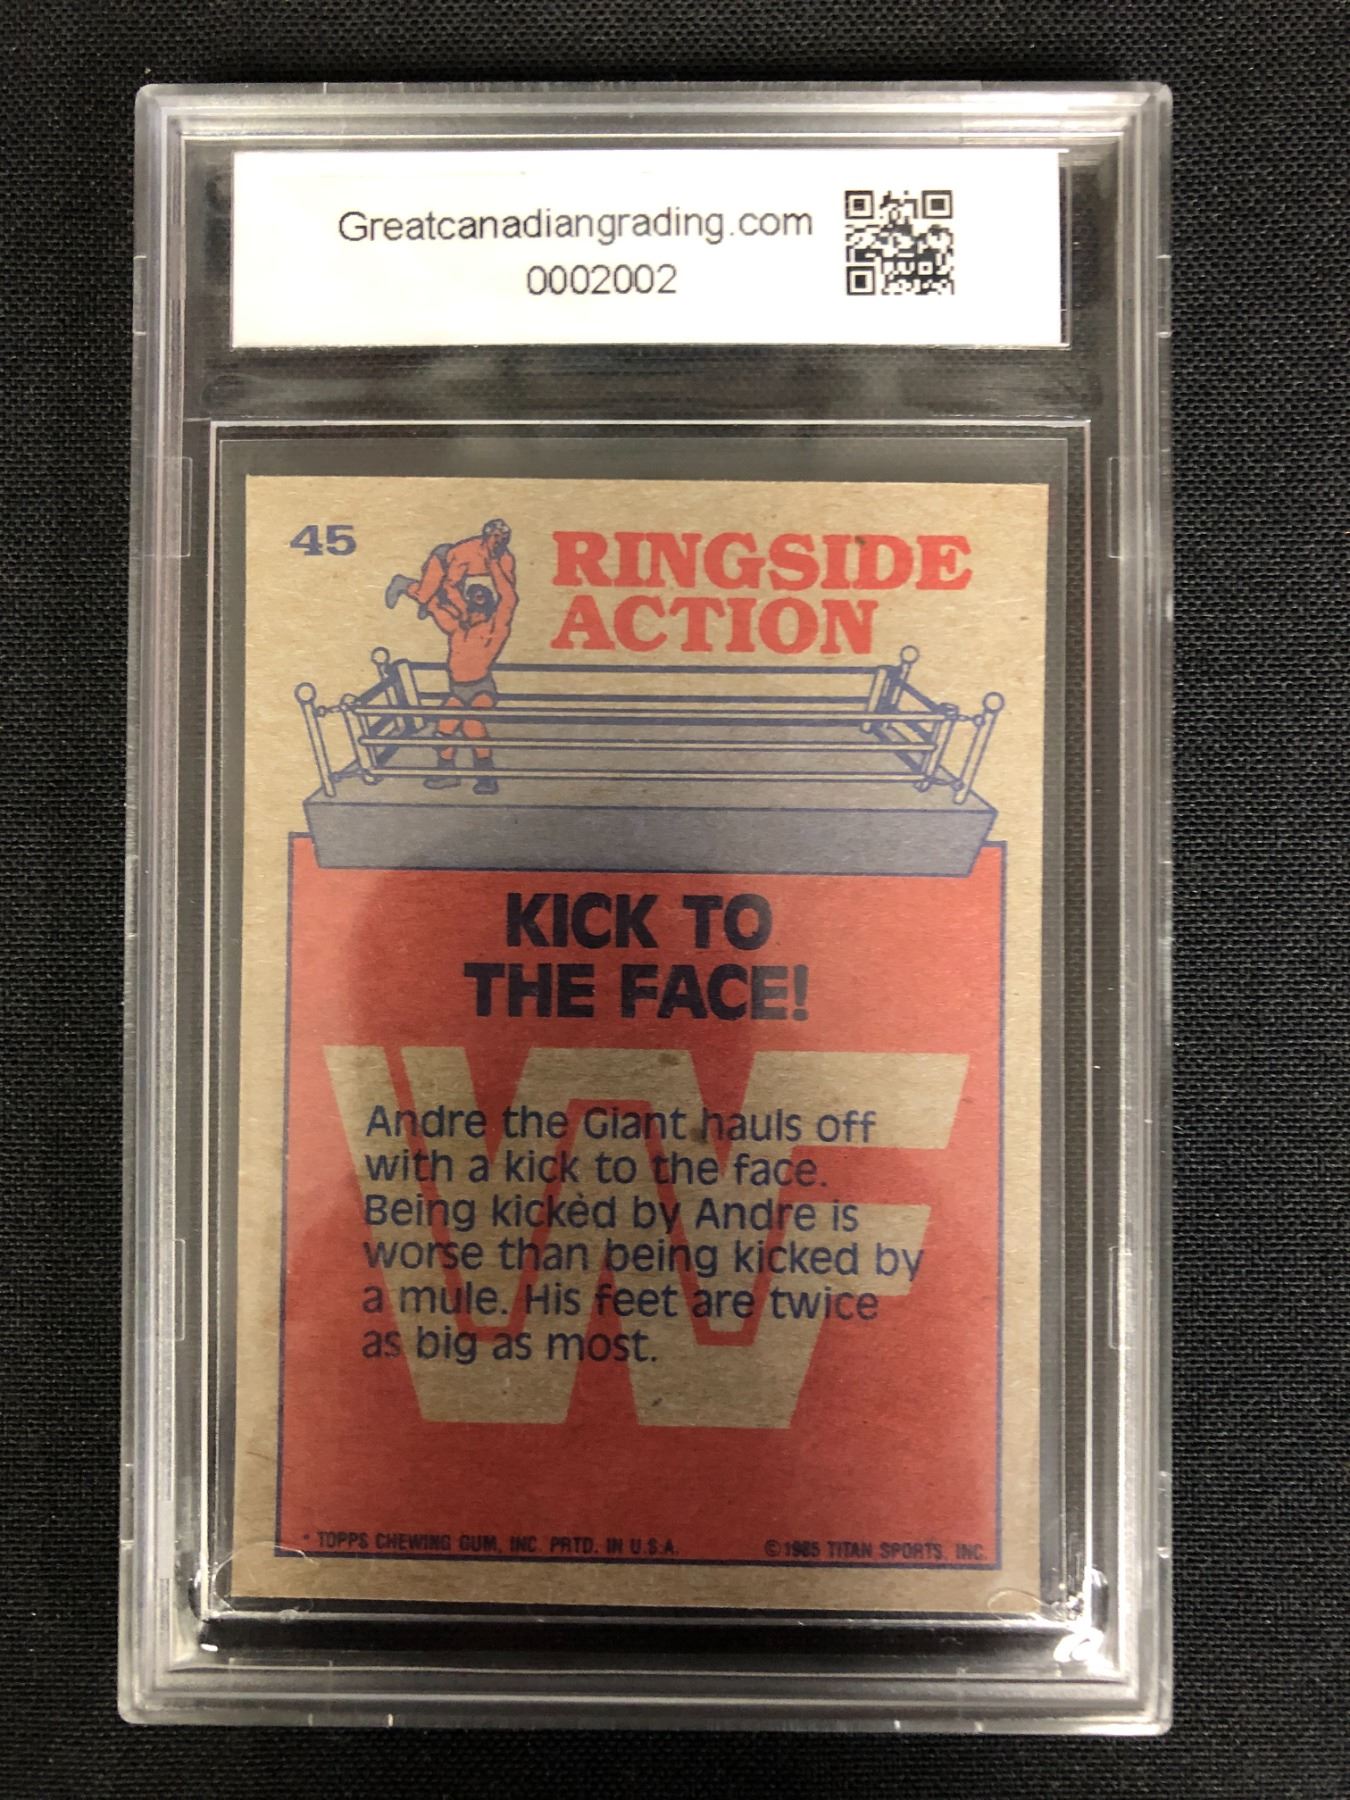 Greatcanadiangrading.com
0002002
45
RINGSIDE
ACTION
KICK TO
THE FACE!
WF
Andre the Giant hauls off
with a kick to the face.
Being kicked by Andre is
worse than being kicked by
a mule. His feet are twice
as big as most.
* TOPPS CHEWING GUM, INC. PRTD. IN U.S.A.
© 1985 TITAN SPORTS, INC.